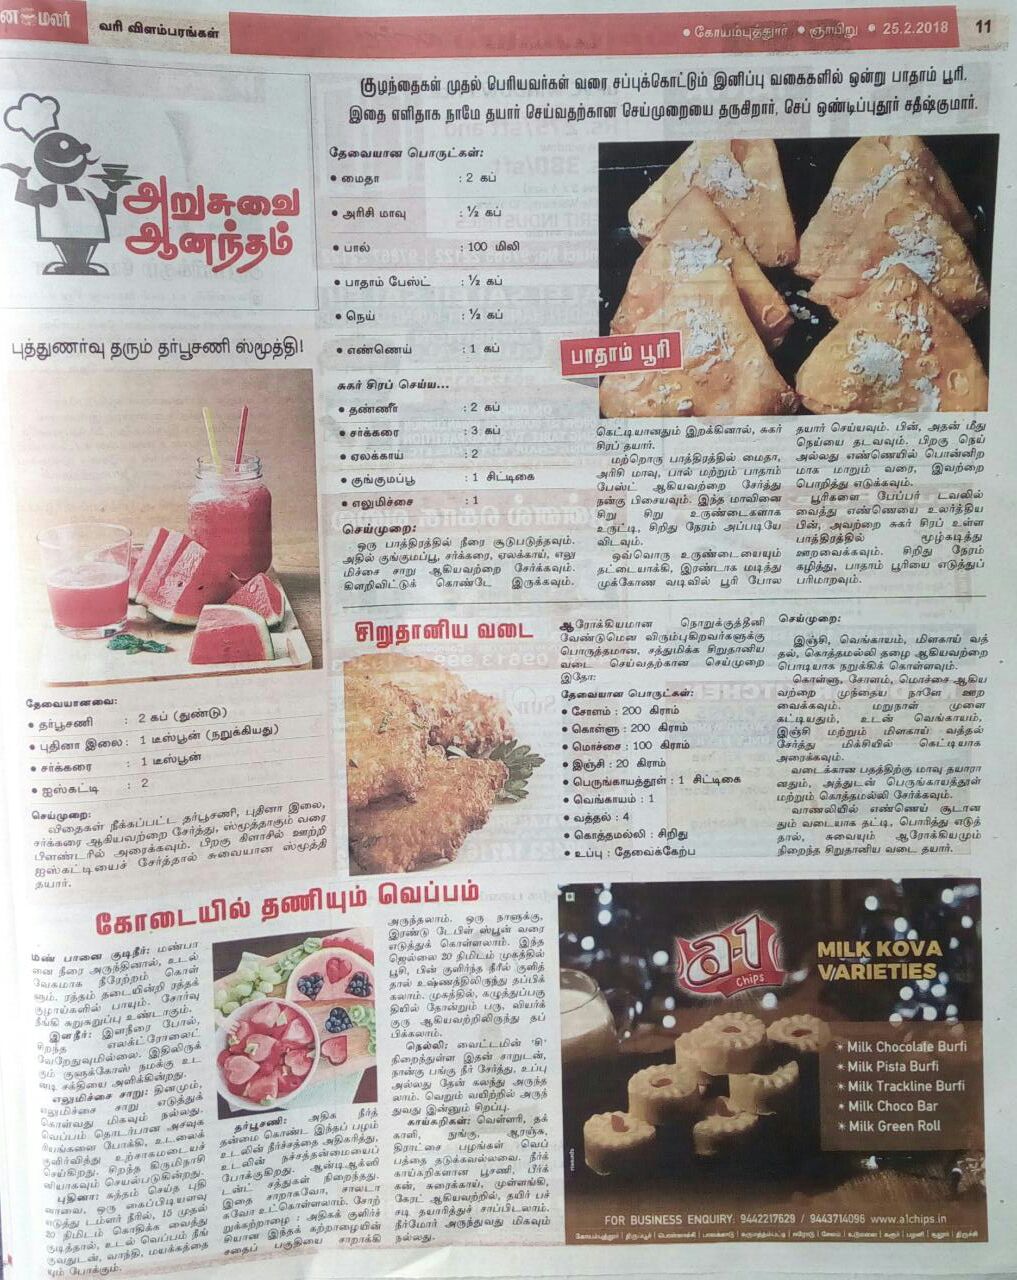 மலர்
வரி விளம்பரங்கள்
• கோயம்புத்தூர் • ஞாயிறு • 25.2.2018
11
அறுசுவை
ஆனந்தம்
குழந்தைகள் முதல் பெரியவர்கள் வரை சப்புக்கொட்டும் இனிப்பு வகைகளில் ஒன்று பாதாம் பூரி.
இதை எளிதாக நாமே தயார் செய்வதற்கான செய்முறையை தருகிறார், செப் ஒண்டிப்புதூர் சதீஷ்குமார்.
தேவையான பொருட்கள்:
• மைதா : 2 கப்
• அரிசி மாவு : ½ கப்
• பால் : 100 மிலி
• பாதாம் பேஸ்ட் : ½ கப்
• நெய் : ½ கப்
• எண்ணெய் : 1 கப்
சுகர் சிரப் செய்ய...
• தண்ணீர் : 2 கப்
• சர்க்கரை : 3 கப்
• ஏலக்காய் : 2
• குங்குமப்பூ : 1 சிட்டிகை
• எலுமிச்சை : 1
செய்முறை:
ஒரு பாத்திரத்தில் நீரை சூடுபடுத்தவும்.
அதில் குங்குமப்பூ, சர்க்கரை, ஏலக்காய், எலு
மிச்சை சாறு ஆகியவற்றை சேர்க்கவும்.
கிளறிவிட்டுக் கொண்டே இருக்கவும்.
பாதாம் பூரி
கெட்டியானதும் இறக்கினால், சுகர்
சிரப் தயார்.
மற்றொரு பாத்திரத்தில் மைதா,
அரிசி மாவு, பால் மற்றும் பாதாம்
பேஸ்ட் ஆகியவற்றை சேர்த்து
நன்கு பிசையவும். இந்த மாவினை
சிறு சிறு உருண்டைகளாக
உருட்டி, சிறிது நேரம் அப்படியே
விடவும்.
ஒவ்வொரு உருண்டையையும்
தட்டையாக்கி, இரண்டாக மடித்து
முக்கோண வடிவில் பூரி போல
தயார் செய்யவும். பின், அதன் மீது
நெய்யை தடவவும். பிறகு நெய்
அல்லது எண்ணெயில் பொன்னிற
மாக மாறும் வரை, இவற்றை
பொறித்து எடுக்கவும்.
பூரிகளை பேப்பர் டவலில்
வைத்து எண்ணெயை உலர்த்திய
பின், அவற்றை சுகர் சிரப் உள்ள
பாத்திரத்தில் மூழ்கடித்து
ஊறவைக்கவும். சிறிது நேரம்
கழித்து, பாதாம் பூரியை எடுத்துப்
பரிமாறவும்.
புத்துணர்வு தரும் தர்பூசணி ஸ்மூத்தி!
தேவையானவை:
• தர்பூசணி : 2 கப் (துண்டு)
• புதினா இலை : 1 டீஸ்பூன் (நறுக்கியது)
• சர்க்கரை : 1 டீஸ்பூன்
• ஐஸ்கட்டி : 2
செய்முறை:
விதைகள் நீக்கப்பட்ட தர்பூசணி, புதினா இலை,
சர்க்கரை ஆகியவற்றை சேர்த்து, ஸ்மூத்தாகும் வரை
பிளண்டரில் அரைக்கவும். பிறகு கிளாசில் ஊற்றி
ஐஸ்கட்டியைச் சேர்த்தால் சுவையான ஸ்மூத்தி
தயார்.
சிறுதானிய வடை
ஆரோக்கியமான நொறுக்குத்தீனி
வேண்டுமென விரும்புகிறவர்களுக்கு
பொருத்தமான, சத்துமிக்க சிறுதானிய
வடை செய்வதற்கான செய்முறை
இதோ:
தேவையான பொருட்கள்:
• சோளம் : 200 கிராம்
• கொள்ளு : 200 கிராம்
• மொச்சை : 100 கிராம்
• இஞ்சி : 20 கிராம்
• பெருங்காயத்தூள் : 1 சிட்டிகை
• வெங்காயம் : 1
• வத்தல் : 4
• கொத்தமல்லி : சிறிது
• உப்பு : தேவைக்கேற்ப
செய்முறை:
இஞ்சி, வெங்காயம், மிளகாய் வத்
தல், கொத்தமல்லி தழை ஆகியவற்றை
பொடியாக நறுக்கிக் கொள்ளவும்.
கொள்ளு, சோளம், மொச்சை ஆகிய
வற்றை முந்தைய நாளே ஊற
வைக்கவும். மறுநாள் முளை
கட்டியதும், உடன் வெங்காயம்,
இஞ்சி மற்றும் மிளகாய் வத்தல்
சேர்த்து மிக்சியில் கெட்டியாக
அரைக்கவும்.
வடைக்கான பதத்திற்கு மாவு தயாரா
னதும், அத்துடன் பெருங்காயத்தூள்
மற்றும் கொத்தமல்லி சேர்க்கவும்.
வாணலியில் எண்ணெய் சூடான
தும் வடையாக தட்டி, பொரித்து எடுத்
தால், சுவையும் ஆரோக்கியமும்
நிறைந்த சிறுதானிய வடை தயார்.
கோடையில் தணியும் வெப்பம்
மண் பானை குடிநீர்: மண்பா
னை நீரை அருந்தினால், உடல்
வேகமாக நீரேற்றம் கொள்
ளும். ரத்தம் தடையின்றி ரத்தக்
குழாய்களில் பாயும். சோர்வு
நீங்கி சுறுசுறுப்பு உண்டாகும்.
இளநீர்: இளநீரை போல,
சிறந்த எலக்ட்ரோலைட்
வேறேதுவுமில்லை. இதிலிருக்
கும் குளுக்கோஸ் நமக்கு உட
னடி சக்தியை அளிக்கின்றது.
எலுமிச்சை சாறு: தினமும்,
எலுமிச்சை சாறு எடுத்துக்
கொள்வது மிகவும் நல்லது.
வெப்பம் தொடர்பான அசவுக
ரியங்களை போக்கி, உடலைக்
குளிர்வித்து உற்சாகமடையச்
செய்கிறது. சிறந்த கிருமிநாசி
னியாகவும் செயல்படுகின்றது.
புதினா: சுத்தம் செய்த புதி
னாவை, ஒரு கைப்பிடியளவு
எடுத்து டம்ளர் நீரில், 15 முதல்
20 நிமிடம் கொதிக்க வைத்து
குடித்தால், உடல் வெப்பம் நீங்
குவதுடன், வாந்தி, மயக்கத்தை
யும் போக்கும்.
தர்பூசணி: அதிக நீர்த்
தன்மை கொண்ட இந்தப் பழம்
உடலின் நீர்ச்சத்தை அதிகரித்து,
உடலின் நச்சத்தன்மையைப்
போக்குகிறது. ஆன்டிஆக்ஸி
டன்ட் சத்துகள் நிறைந்தது.
இதை சாறாகவோ, சாலடா
கவோ உட்கொள்ளலாம். சோற்
றுக்கற்றாழை : அதிகக் குளிர்ச்
சியான இந்தக் கற்றாழையின்
சதைப் பகுதியை சாறாக்கி
அருந்தலாம். ஒரு நாளுக்கு,
இரண்டு டேபிள் ஸ்பூன் வரை
எடுத்துக் கொள்ளலாம். இந்த
ஜெல்லை 20 நிமிடம் முகத்தில்
பூசி, பின் குளிர்ந்த நீரில் குளித்
தால் உஷ்ணத்திலிருந்து தப்பிக்
கலாம். முகத்தில், கழுத்துப்பகு
தியில் தோன்றும் பரு, வியர்க்
குரு ஆகியவற்றிலிருந்து தப்
பிக்கலாம்.
நெல்லி: வைட்டமின் 'சி'
நிறைந்துள்ள இதன் சாறுடன்,
நான்கு பங்கு நீர் சேர்த்து, உப்பு
அல்லது தேன் கலந்து அருந்த
லாம். வெறும் வயிற்றில் அருந்
துவது இன்னும் சிறப்பு.
காய்கறிகள்: வெள்ளரி, தக்
காளி, நுங்கு, ஆரஞ்சு,
திராட்சை பழங்கள் வெப்
பத்தை தடுக்கவல்லவை. நீர்க்
காய்கறிகளான பூசணி, பீர்க்
கன், சுரைக்காய், முள்ளங்கி,
கேரட் ஆகியவற்றில், தயிர் பச்
சடி தயாரித்துச் சாப்பிடலாம்.
நீர்மோர் அருந்துவது மிகவும்
நல்லது.
a-1
Chips
MILK KOVA
VARIETIES
✶ Milk Chocolate Burfi
✶ Milk Pista Burfi
✶ Milk Trackline Burfi
✶ Milk Choco Bar
✶ Milk Green Roll
FOR BUSINESS ENQUIRY: 9442217629 / 9443714096 www.a1chips.in
கோயம்புத்தூர் | திருப்பூர் | பொள்ளாச்சி | பாலக்காடு | ஈரோடு | சேலம் | கரூர் | பழனி | சூலூர் | திருச்சி